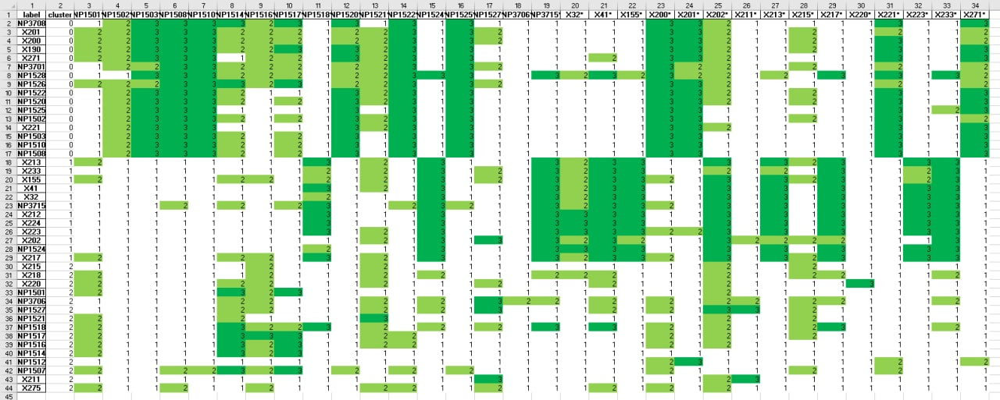 1 2 3 4 5 6 7 8 9 10 11 12 13 14 15 16 17 18 19 20 21 22 23 24 25 26 27 28 29 30 31 32 33 34
1 label cluster NP1501 NP1502 NP1503 NP1508 NP1510 NP1514 NP1516 NP1517 NP1518 NP1520 NP1521 NP1522 NP1524 NP1525 NP1527 NP3706 NP3715* X32* X41* X155* X200* X201* X202* X211* X213* X215* X217* X220* X221* X223* X233* X271*
2 NP3708 0 1 2 3 3 3 2 2 3 1 3 2 3 1 3 1 1 1 1 1 1 3 3 2 1 1 1 1 1 3 1 1 3
3 X201 0 2 2 3 3 3 2 2 2 1 2 2 3 1 3 2 1 1 1 1 1 3 3 2 1 1 2 1 1 2 1 1 2
4 X200 0 2 2 3 3 3 2 2 2 1 2 2 3 1 3 2 1 1 1 1 1 3 3 2 1 1 2 1 1 3 1 1 2
5 X190 0 2 2 3 3 3 2 2 3 1 3 2 3 1 3 1 1 1 1 1 1 3 3 2 1 1 2 1 1 3 1 1 3
6 X271 0 2 2 3 3 3 1 2 2 1 3 2 3 1 3 1 1 1 1 2 1 3 3 2 1 1 1 1 1 3 1 1 3
7 NP3701 0 1 2 2 3 3 2 2 2 1 2 2 3 1 3 2 1 1 1 1 1 3 2 2 1 1 2 1 1 2 1 1 2
8 NP1528 0 1 1 3 3 3 2 2 2 1 2 2 3 3 3 1 1 3 2 3 2 3 2 2 1 2 1 3 1 3 1 3 2
9 NP1526 0 2 2 2 3 3 2 3 3 1 2 2 3 1 3 2 1 1 1 1 1 3 3 2 1 1 1 1 1 3 1 1 2
10 NP1522 0 1 2 3 3 3 2 1 1 1 3 2 3 1 3 1 1 1 1 1 1 3 3 2 1 1 2 1 1 3 1 1 3
11 NP1520 0 1 2 3 3 3 2 1 2 1 3 2 3 1 3 1 1 1 1 1 1 3 3 2 1 1 2 1 1 3 1 1 3
12 NP1525 0 1 2 3 3 3 1 1 1 1 3 1 3 1 3 1 1 1 1 1 1 3 3 1 1 1 1 1 1 3 1 2 3
13 NP1502 0 1 2 3 3 3 2 1 2 1 3 2 3 1 3 1 1 1 1 1 1 3 3 1 1 1 2 1 1 3 1 1 2
14 X221 0 1 2 3 3 3 1 1 1 1 3 2 3 1 3 1 1 1 1 1 1 3 3 2 1 1 1 1 1 3 1 1 3
15 NP1503 0 1 2 3 3 3 2 1 2 1 3 1 3 1 3 1 1 1 1 1 1 3 3 1 1 1 1 1 1 3 1 1 3
16 NP1510 0 1 2 3 3 3 2 1 2 1 3 1 3 1 3 1 1 1 1 1 1 3 3 1 1 1 1 1 1 3 1 1 3
17 NP1508 0 1 2 3 3 3 2 1 2 1 3 1 3 1 3 1 1 1 1 1 1 3 3 1 1 1 1 1 1 3 1 1 3
18 X213 1 2 1 1 1 1 1 1 1 3 1 2 1 3 1 1 1 3 2 3 3 1 1 3 1 3 2 3 1 1 3 3 1
19 X233 1 1 1 1 1 1 1 1 1 2 1 2 1 3 1 2 1 3 2 3 3 1 1 3 1 2 1 3 1 1 2 3 1
20 X155 1 2 1 1 1 1 2 2 1 2 1 2 1 3 1 2 1 3 2 3 3 2 1 3 1 3 2 3 1 1 2 3 1
21 X41 1 1 1 1 1 1 1 1 1 3 1 2 1 3 1 1 1 3 2 3 3 1 1 3 1 3 1 3 1 1 3 3 1
22 X32 1 1 1 1 1 1 1 1 1 2 1 1 1 3 1 1 1 3 2 3 3 1 1 3 1 3 1 3 1 1 3 3 1
23 NP3715 1 1 1 1 2 1 2 1 2 3 1 1 2 3 2 1 1 3 2 3 3 2 1 3 1 3 1 3 1 1 3 3 1
24 X212 1 1 1 1 1 1 1 1 1 3 1 1 1 3 1 1 1 3 3 3 3 1 1 3 1 3 1 3 1 1 3 3 1
25 X224 1 1 1 1 1 1 1 1 1 3 1 1 1 3 1 1 1 3 3 3 3 1 1 3 1 3 1 3 1 1 3 3 1
26 X223 1 1 1 1 1 1 1 1 1 3 1 2 1 3 1 1 1 3 3 3 3 2 2 3 1 3 1 3 1 1 3 3 1
27 X202 1 1 1 1 1 1 1 1 1 1 1 2 1 3 1 3 1 3 2 3 2 1 1 3 2 2 2 2 1 1 1 3 1
28 NP1524 1 1 1 1 1 1 1 1 1 2 1 1 1 3 1 1 1 3 3 3 3 1 1 3 1 3 1 3 1 1 3 3 1
29 X217 1 2 1 1 1 1 2 2 1 3 1 2 1 3 1 1 1 3 2 3 3 2 1 3 1 3 2 3 1 1 3 3 1
30 X215 2 1 1 1 1 1 1 2 1 1 1 2 1 1 1 1 1 1 1 1 1 1 1 2 1 1 2 1 1 1 1 1 1
31 X218 2 2 1 1 1 1 1 2 1 1 1 2 1 2 1 1 1 2 2 2 1 1 1 2 1 1 2 2 1 1 1 2 1
32 X220 2 2 1 1 1 1 2 2 1 1 1 2 1 1 1 2 1 1 1 2 1 1 1 2 1 1 1 1 3 1 1 1 1
33 NP1501 2 2 1 1 1 1 3 2 3 1 1 1 1 1 1 1 1 1 1 1 1 1 1 2 1 1 1 1 1 1 1 1 1
34 NP3706 2 1 1 1 1 1 2 2 1 1 1 2 1 2 1 3 2 2 1 2 1 2 1 2 2 1 2 2 1 1 1 2 1
35 NP1527 2 1 1 1 1 1 2 2 1 1 1 2 1 2 1 3 1 1 1 2 1 2 1 3 3 1 2 1 1 1 1 1 1
36 NP1521 2 2 1 1 1 1 2 1 1 1 1 3 1 1 1 1 1 1 1 1 1 1 1 2 1 1 2 1 1 1 1 1 1
37 NP1518 2 2 1 1 1 1 3 2 2 3 1 2 1 2 1 2 1 3 1 3 1 2 1 2 1 1 2 3 1 1 1 2 1
38 NP1517 2 2 1 1 1 1 3 3 3 1 1 2 2 1 1 1 1 1 1 1 1 2 1 2 1 1 2 1 1 1 1 1 1
39 NP1516 2 2 1 1 1 1 3 2 3 1 1 2 2 1 1 1 1 1 1 1 1 2 1 2 1 1 1 1 1 1 1 1 1
40 NP1514 2 2 1 1 1 1 3 2 3 1 1 1 1 1 1 1 1 1 1 1 1 1 1 1 1 1 1 1 1 1 1 1 1
41 NP1512 2 1 1 1 1 1 1 1 1 1 1 1 1 1 1 1 1 1 1 1 1 2 3 1 1 1 1 1 1 2 1 1 2
42 NP1507 2 2 1 1 2 2 3 2 3 1 2 1 2 1 2 1 1 1 1 1 1 2 1 2 1 1 2 1 1 2 1 1 1
43 X211 2 1 1 1 1 1 1 1 1 1 1 1 1 1 1 3 1 1 1 1 1 1 1 2 3 1 1 1 1 1 1 1 1
44 X275 2 2 1 1 2 1 1 2 1 1 1 2 2 1 1 2 1 1 1 2 1 2 1 2 1 1 2 1 1 1 1 1 1
45